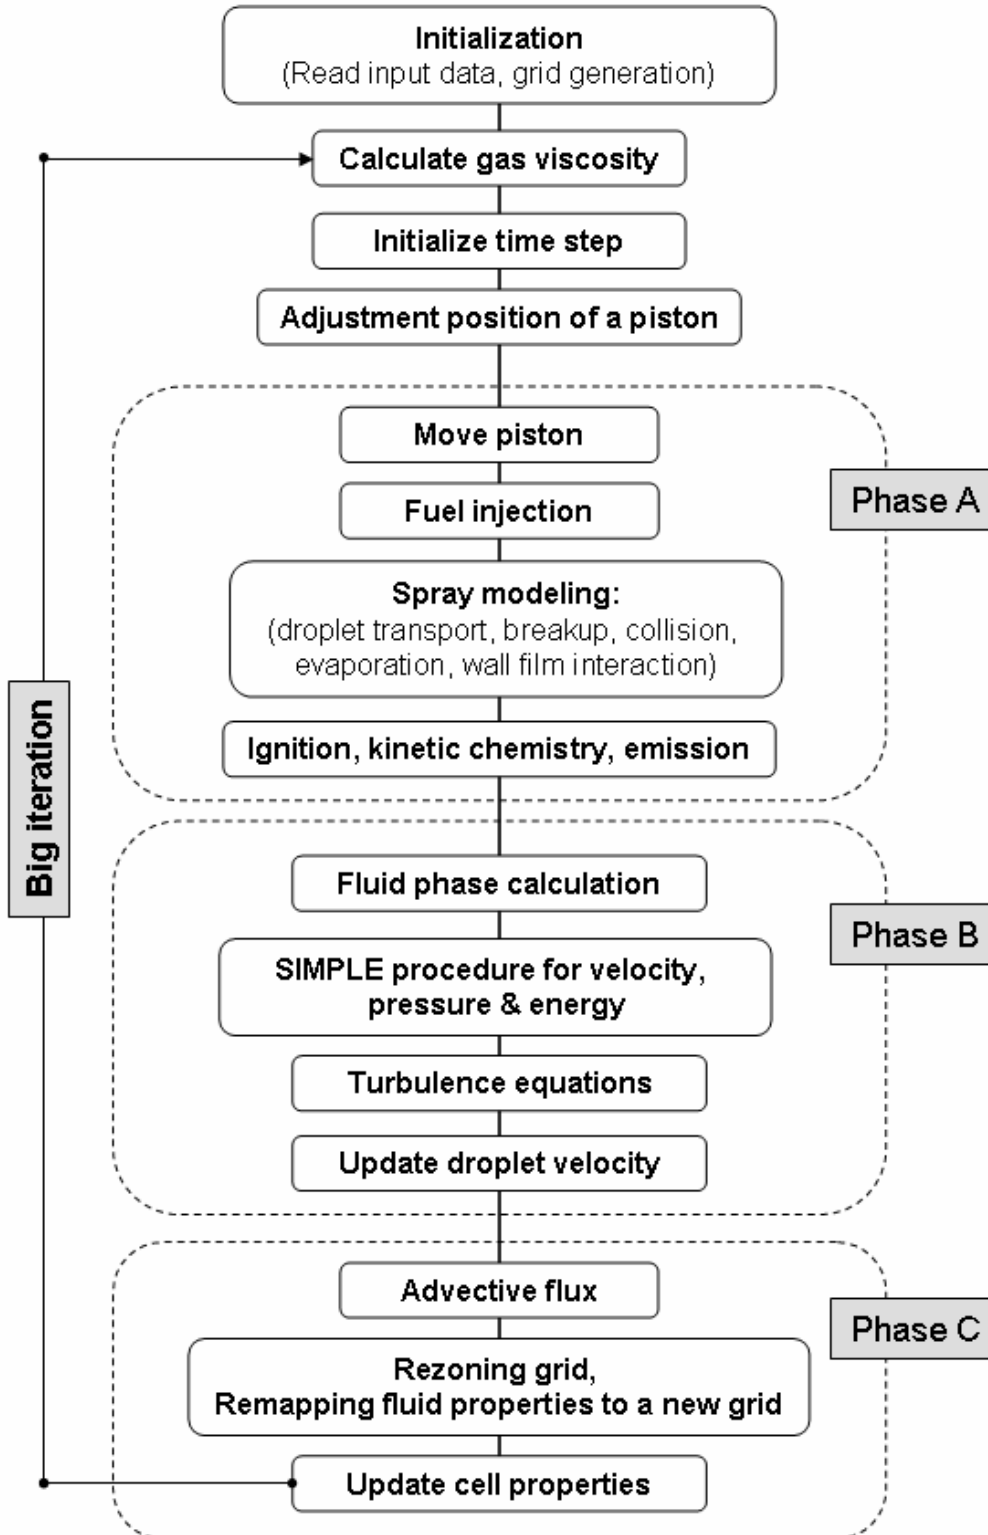 Initialization
(Read input data, grid generation)
Calculate gas viscosity
Initialize time step
Adjustment position of a piston
Move piston
Phase A
Fuel injection
Spray modeling:
(droplet transport, breakup, collision,
evaporation, wall film interaction)
Ignition, kinetic chemistry, emission
Big iteration
Fluid phase calculation
Phase B
SIMPLE procedure for velocity,
pressure & energy
Turbulence equations
Update droplet velocity
Advective flux
Phase C
Rezoning grid,
Remapping fluid properties to a new grid
Update cell properties